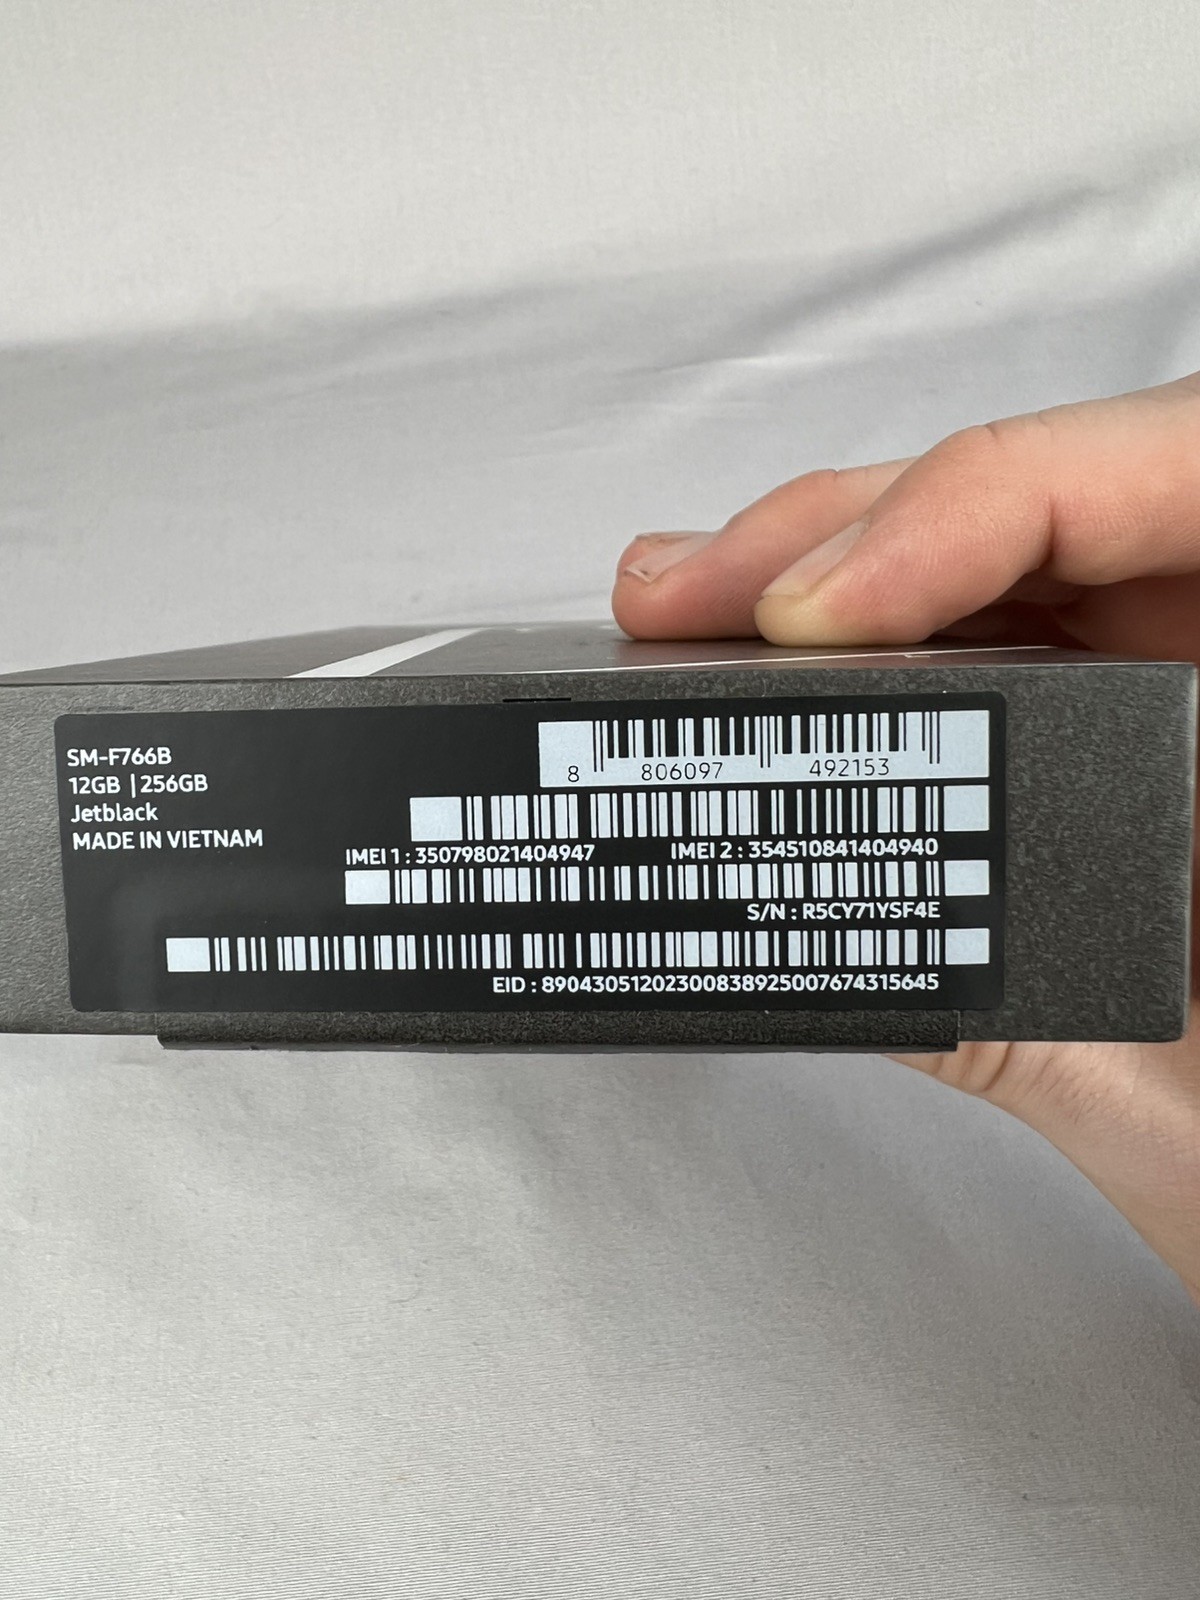 SM-F766B
12GB | 256GB
Jetblack
MADE IN VIETNAM
8 806097 492153
IMEI 1 : 350798021404947 IMEI 2 : 354510841404940
S/N : R5CY71YSF4E
EID : 89043051202300838925007674315645